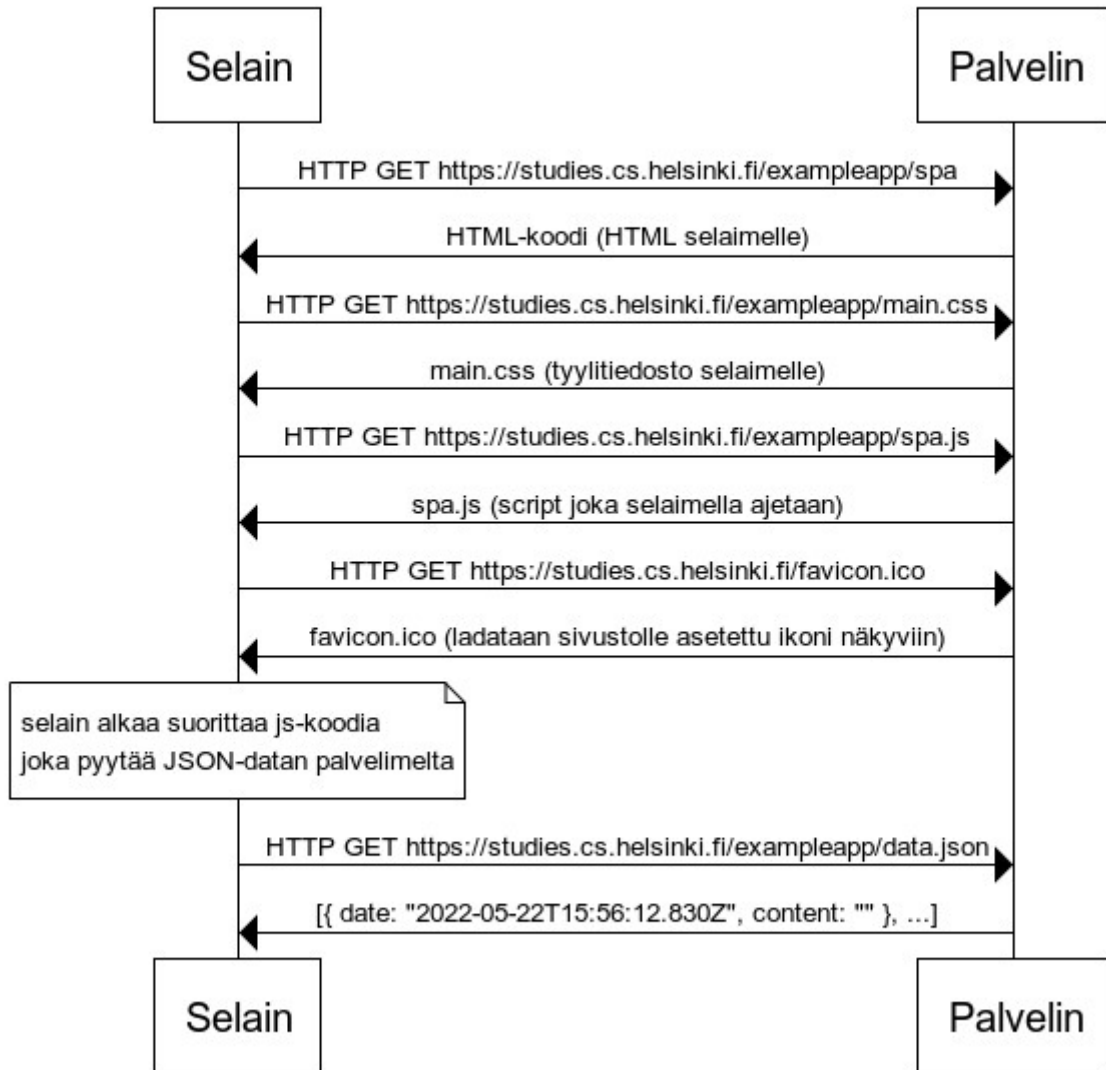 Selain
Palvelin
HTTP GET https://studies.cs.helsinki.fi/exampleapp/spa
HTML-koodi (HTML selaimelle)
HTTP GET https://studies.cs.helsinki.fi/exampleapp/main.css
main.css (tyylitiedosto selaimelle)
HTTP GET https://studies.cs.helsinki.fi/exampleapp/spa.js
spa.js (script joka selaimella ajetaan)
HTTP GET https://studies.cs.helsinki.fi/favicon.ico
favicon.ico (ladataan sivustolle asetettu ikoni näkyviin)
selain alkaa suorittaa js-koodia
joka pyytää JSON-datan palvelimelta
HTTP GET https://studies.cs.helsinki.fi/exampleapp/data.json
[{ date: "2022-05-22T15:56:12.830Z", content: "" }, …]
Selain
Palvelin